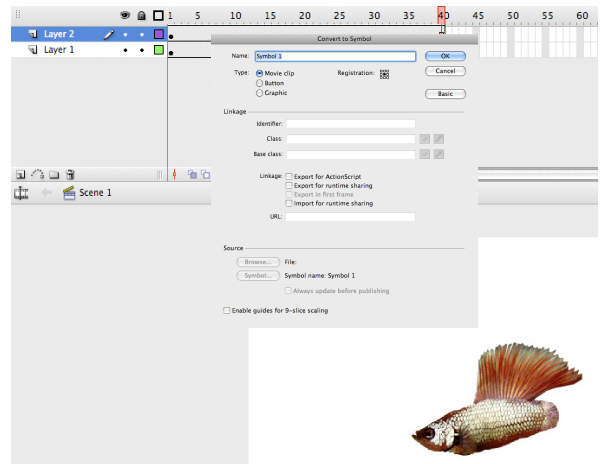 1 5 10 15 20 25 30 35 40 45 50 55 60
Layer 2
Layer 1
Scene 1
Convert to Symbol
Name: Symbol 1
OK
Type: Movie clip Registration:
Cancel
Button
Graphic
Basic
Linkage
Identifier:
Class:
Base class:
Linkage: Export for ActionScript
Export for runtime sharing
Export in first frame
Import for runtime sharing
URL:
Source
Browse... File:
Symbol... Symbol name: Symbol 1
Always update before publishing
Enable guides for 9-slice scaling